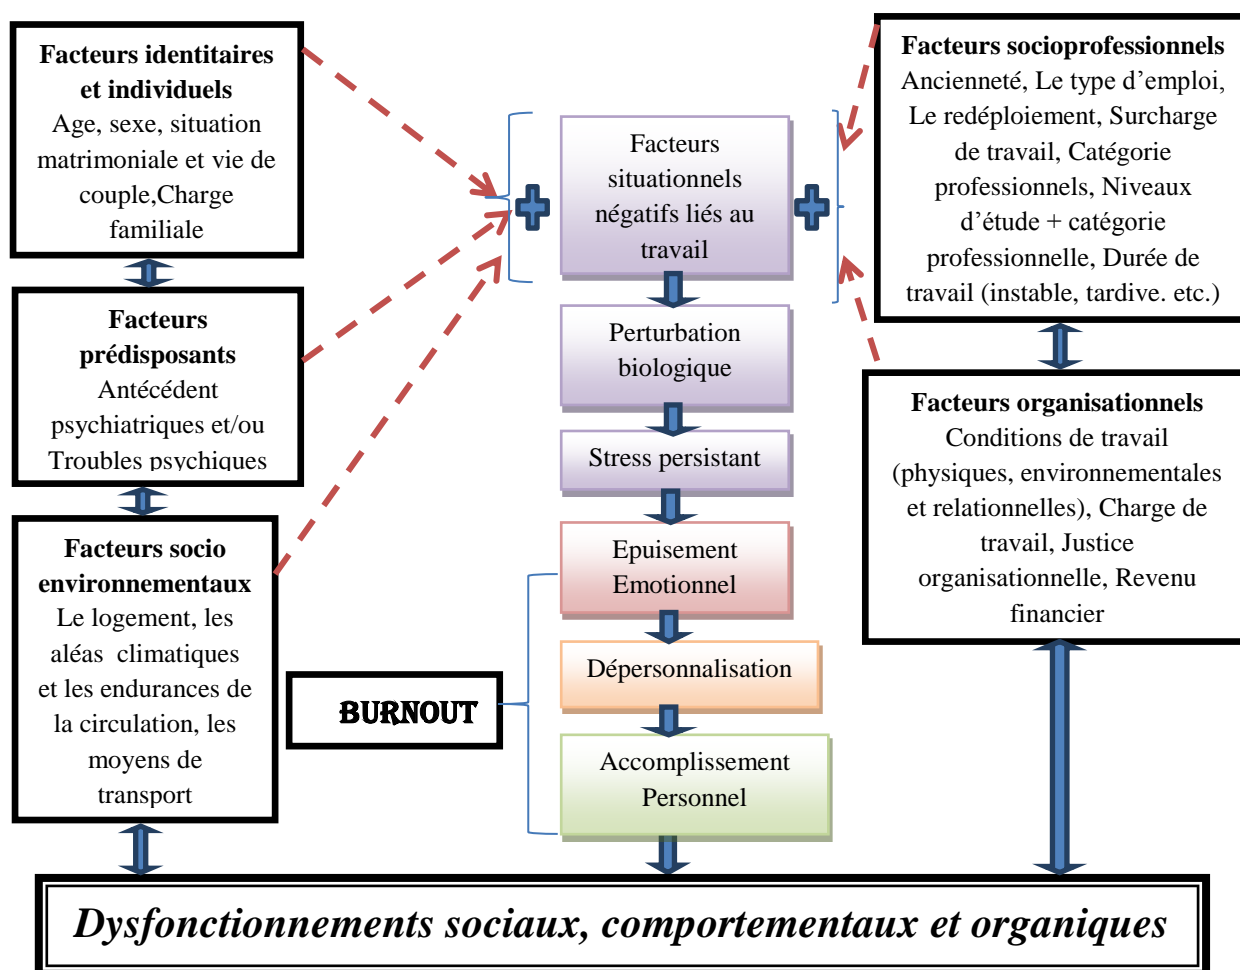 Facteurs identitaires
et individuels
Age, sexe, situation
matrimoniale et vie de
couple,Charge
familiale
Facteurs
prédisposants
Antécédent
psychiatriques et/ou
Troubles psychiques
Facteurs socio
environnementaux
Le logement, les
aléas climatiques
et les endurances de
la circulation, les
moyens de
transport
Facteurs
situationnels
négatifs liés au
travail
Perturbation
biologique
Stress persistant
Epuisement
Emotionnel
Dépersonnalisation
Accomplissement
Personnel
BURNOUT
Facteurs socioprofessionnels
Ancienneté, Le type d’emploi,
Le redéploiement, Surcharge
de travail, Catégorie
professionnels, Niveaux
d’étude + catégorie
professionnelle, Durée de
travail (instable, tardive. etc.)
Facteurs organisationnels
Conditions de travail
(physiques, environnementales
et relationnelles), Charge de
travail, Justice
organisationnelle, Revenu
financier
Dysfonctionnements sociaux, comportementaux et organiques